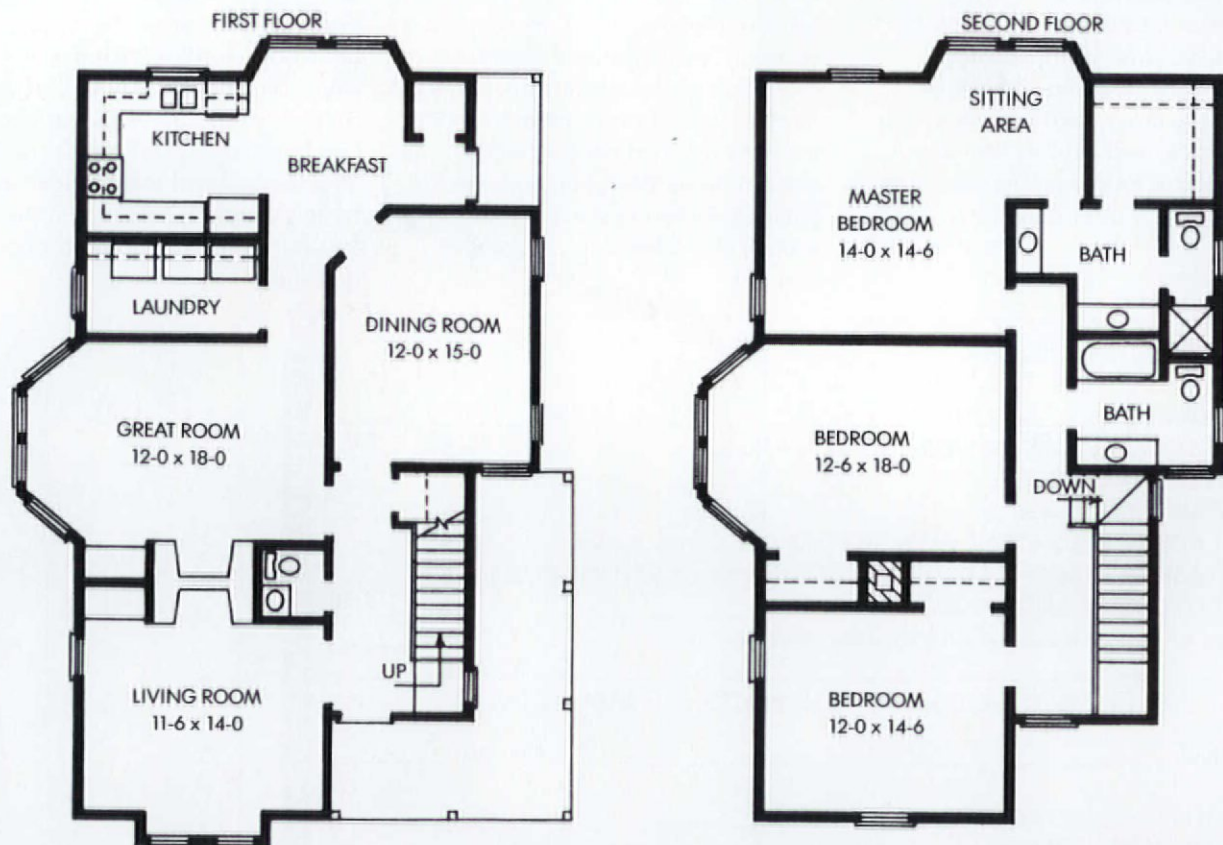 FIRST FLOOR
KITCHEN
BREAKFAST
LAUNDRY
DINING ROOM
12-0 x 15-0
GREAT ROOM
12-0 x 18-0
UP
LIVING ROOM
11-6 x 14-0
SECOND FLOOR
SITTING
AREA
MASTER
BEDROOM
14-0 x 14-6
BATH
BEDROOM
12-6 x 18-0
BATH
DOWN
BEDROOM
12-0 x 14-6